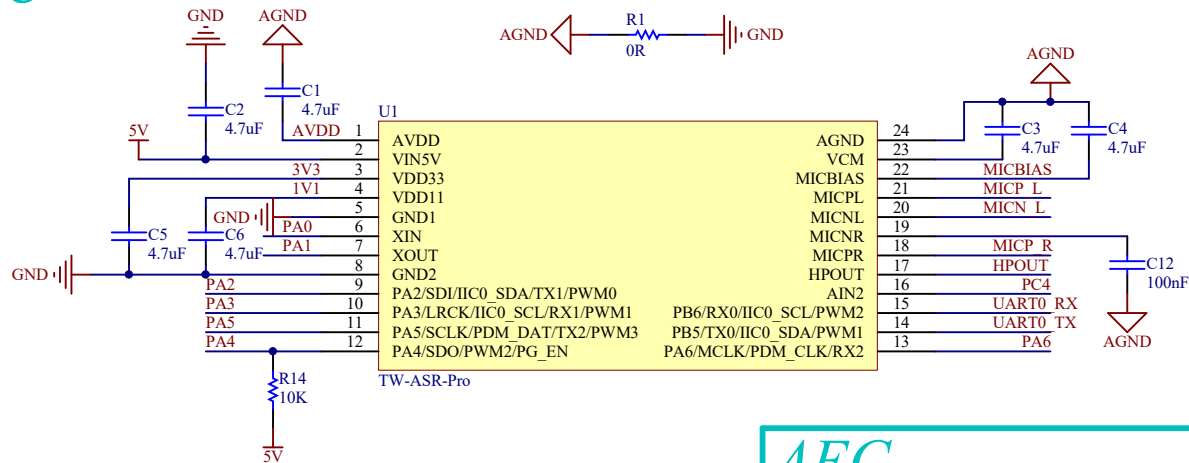 GND
AGND
C2
4.7uF
C1
4.7uF
AGND
R1
0R
GND
AGND
C3
4.7uF
C4
4.7uF
U1
5V
AVDD 1 AVDD
2 VIN5V
3V3 3 VDD33
1V1 4 VDD11
GND 5 GND1
PA0 6 XIN
PA1 7 XOUT
8 GND2
PA2 9 PA2/SDI/IIC0_SDA/TX1/PWM0
PA3 10 PA3/LRCK/IIC0_SCL/RX1/PWM1
PA5 11 PA5/SCLK/PDM_DAT/TX2/PWM3
PA4 12 PA4/SDO/PWM2/PG_EN
AGND 24
VCM 23
MICBIAS 22 MICBIAS
MICPL 21 MICP_L
MICNL 20 MICN_L
MICNR 19
MICPR 18 MICP_R
HPOUT 17 HPOUT
AIN2 16 PC4
PB6/RX0/IIC0_SCL/PWM2 15 UART0_RX
PB5/TX0/IIC0_SDA/PWM1 14 UART0_TX
PA6/MCLK/PDM_CLK/RX2 13 PA6
TW-ASR-Pro
C5
4.7uF
C6
4.7uF
GND
C12
100nF
AGND
R14
10K
5V
AEC